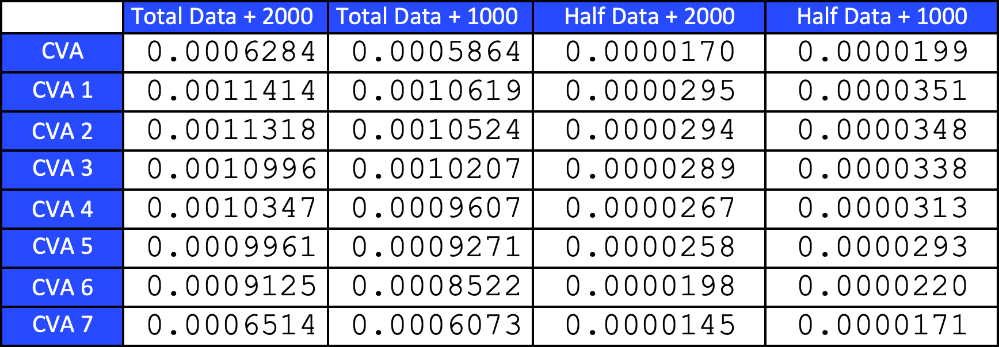 Total Data + 2000 Total Data + 1000 Half Data + 2000 Half Data + 1000
CVA 0.0006284 0.0005864 0.0000170 0.0000199
CVA 1 0.0011414 0.0010619 0.0000295 0.0000351
CVA 2 0.0011318 0.0010524 0.0000294 0.0000348
CVA 3 0.0010996 0.0010207 0.0000289 0.0000338
CVA 4 0.0010347 0.0009607 0.0000267 0.0000313
CVA 5 0.0009961 0.0009271 0.0000258 0.0000293
CVA 6 0.0009125 0.0008522 0.0000198 0.0000220
CVA 7 0.0006514 0.0006073 0.0000145 0.0000171